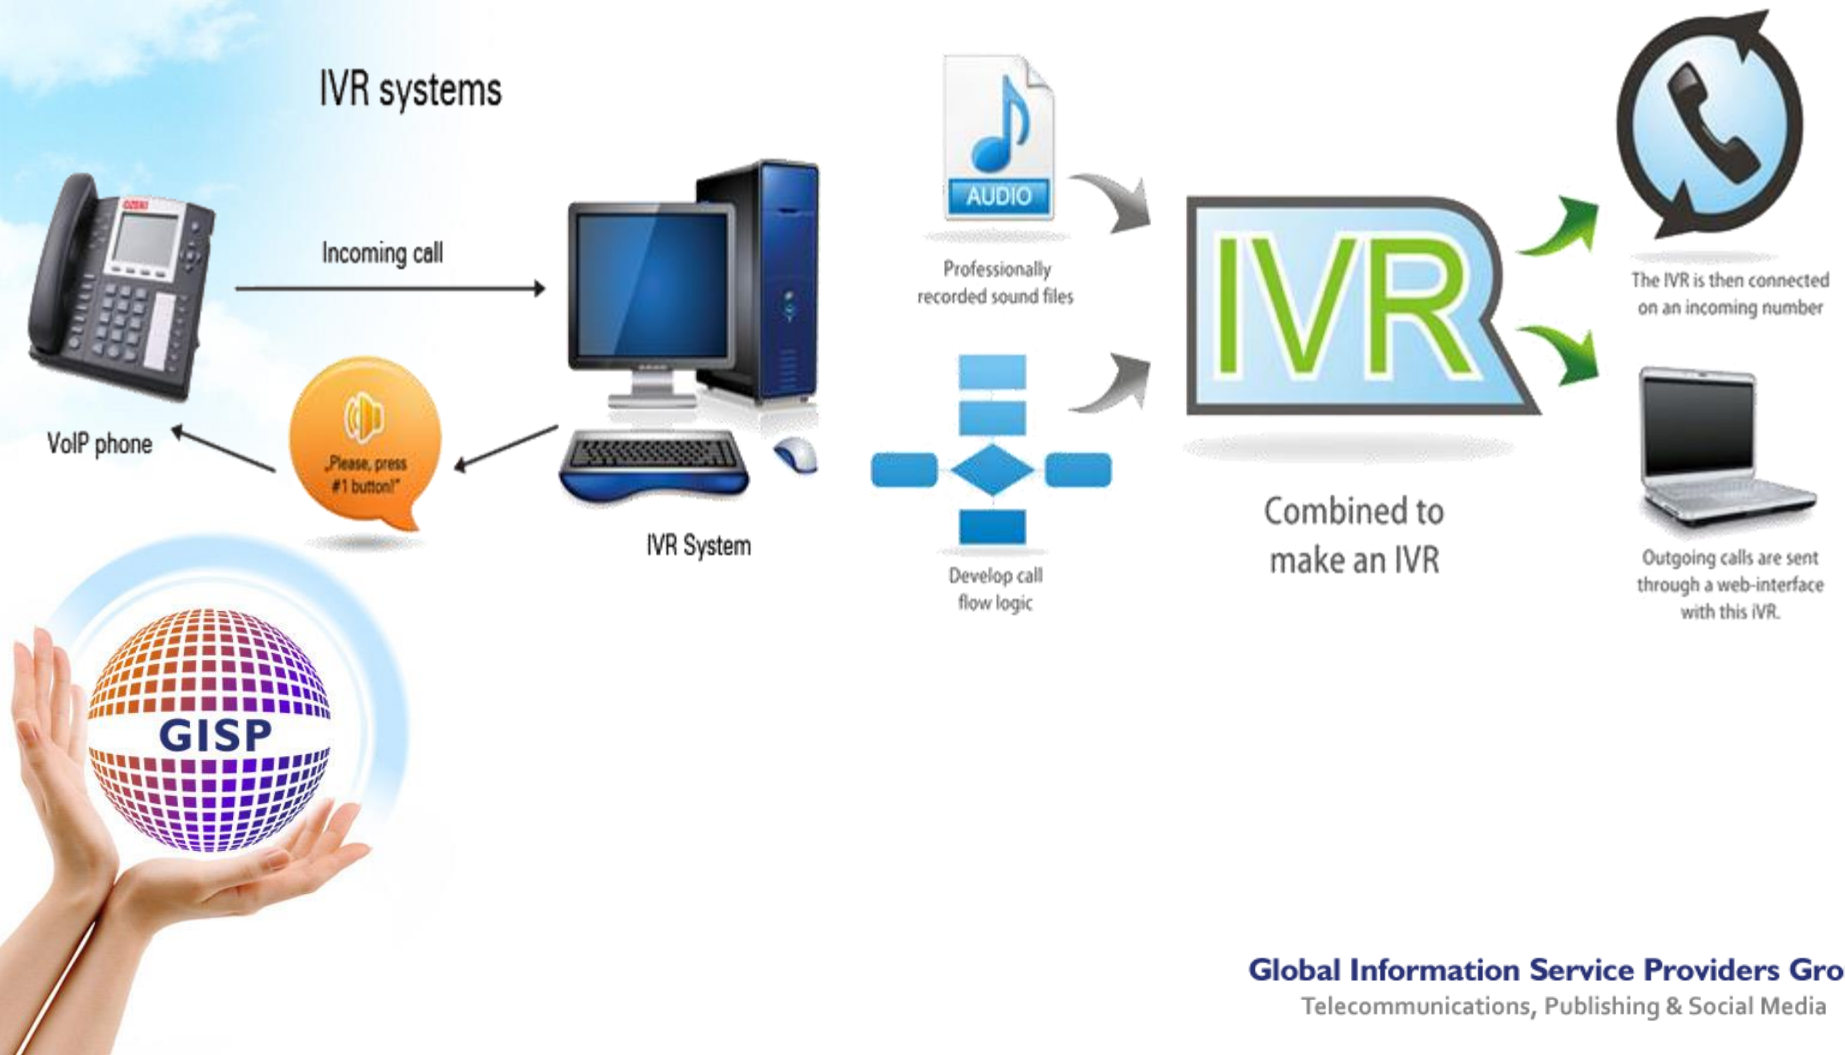 IVR systems
OZEKI
Incoming call
VoIP phone
„Please, press
#1 button!”
IVR System
AUDIO
Professionally
recorded sound files
Develop call
flow logic
IVR
Combined to
make an IVR
The IVR is then connected
on an incoming number
Outgoing calls are sent
through a web-interface
with this iVR.
GISP
Global Information Service Providers Gro
Telecommunications, Publishing & Social Media